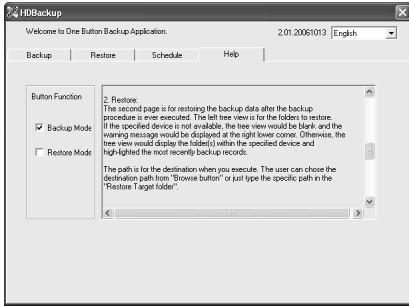 HDBackup
Welcome to One Button Backup Application.
2.01.20061013
English
Backup
Restore
Schedule
Help
Button Function
Backup Mode
Restore Mode
2. Restore:
The second page is for restoring the backup data after the backup
procedure is ever executed. The left tree view is for the folders to restore.
If the specified device is not available, the tree view would be blank and the
warning message would be displayed at the right lower corner. Otherwise, the
tree view would display the folder(s) within the specified device and
high-lighted the most recently backup records.
The path is for the destination when you execute. The user can chose the
destination path from "Browse button" or just type the specific path in the
"Restore Target folder".